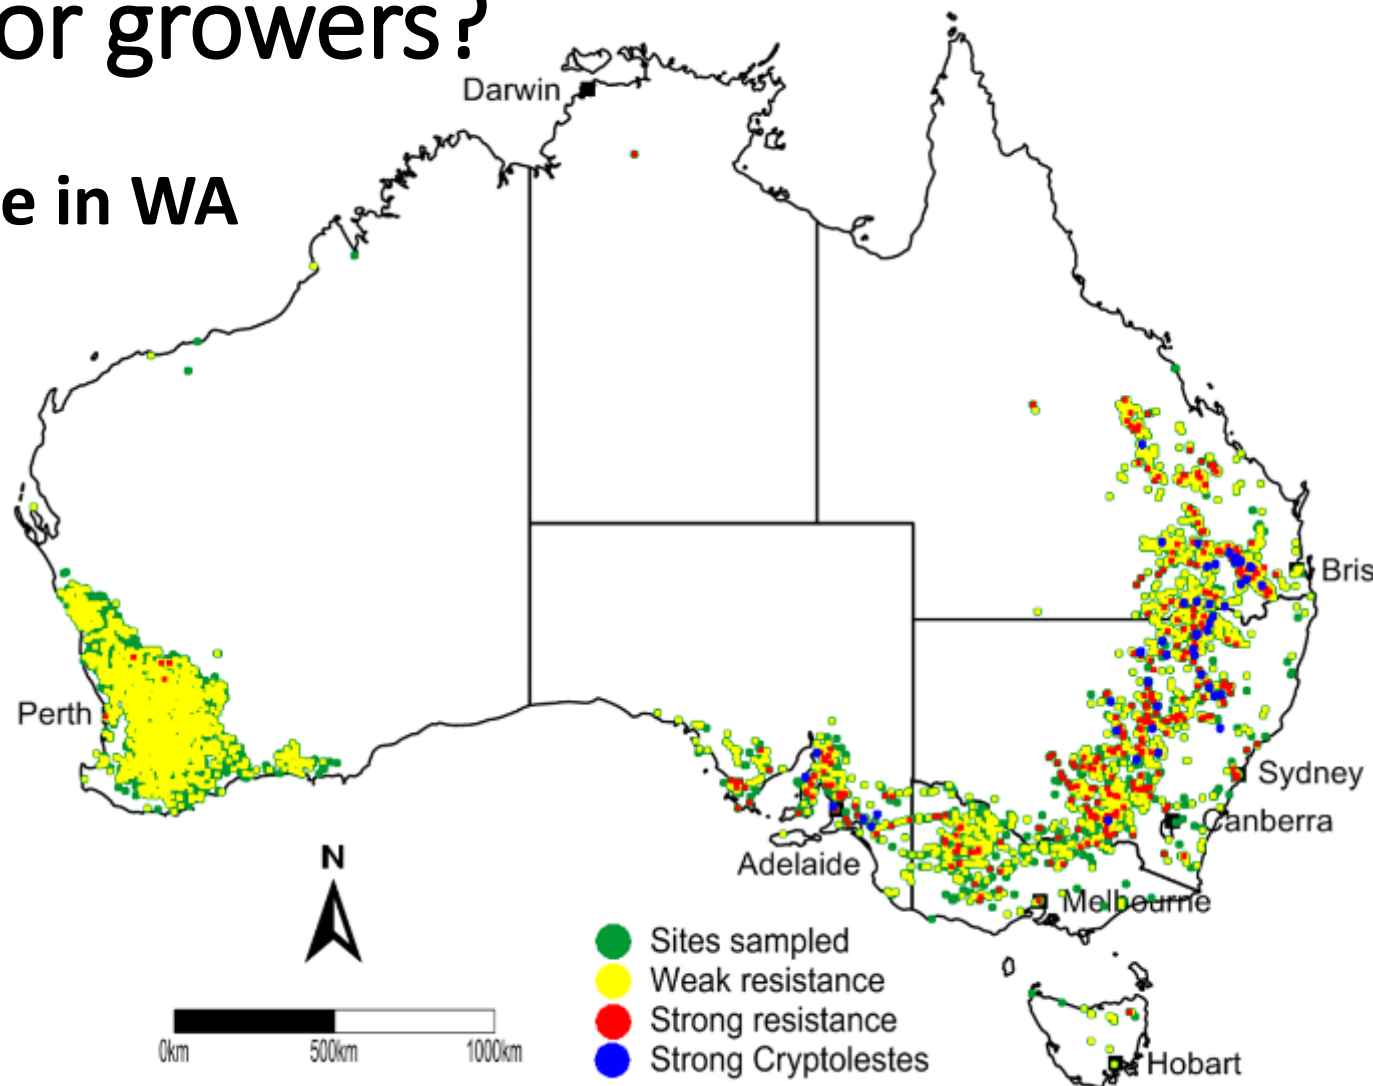 or growers?
Darwin
e in WA
Bris
Perth
Sydney
Canberra
Adelaide
Melbourne
N
Sites sampled
Weak resistance
Strong resistance
Strong Cryptolestes
0km 500km 1000km
Hobart